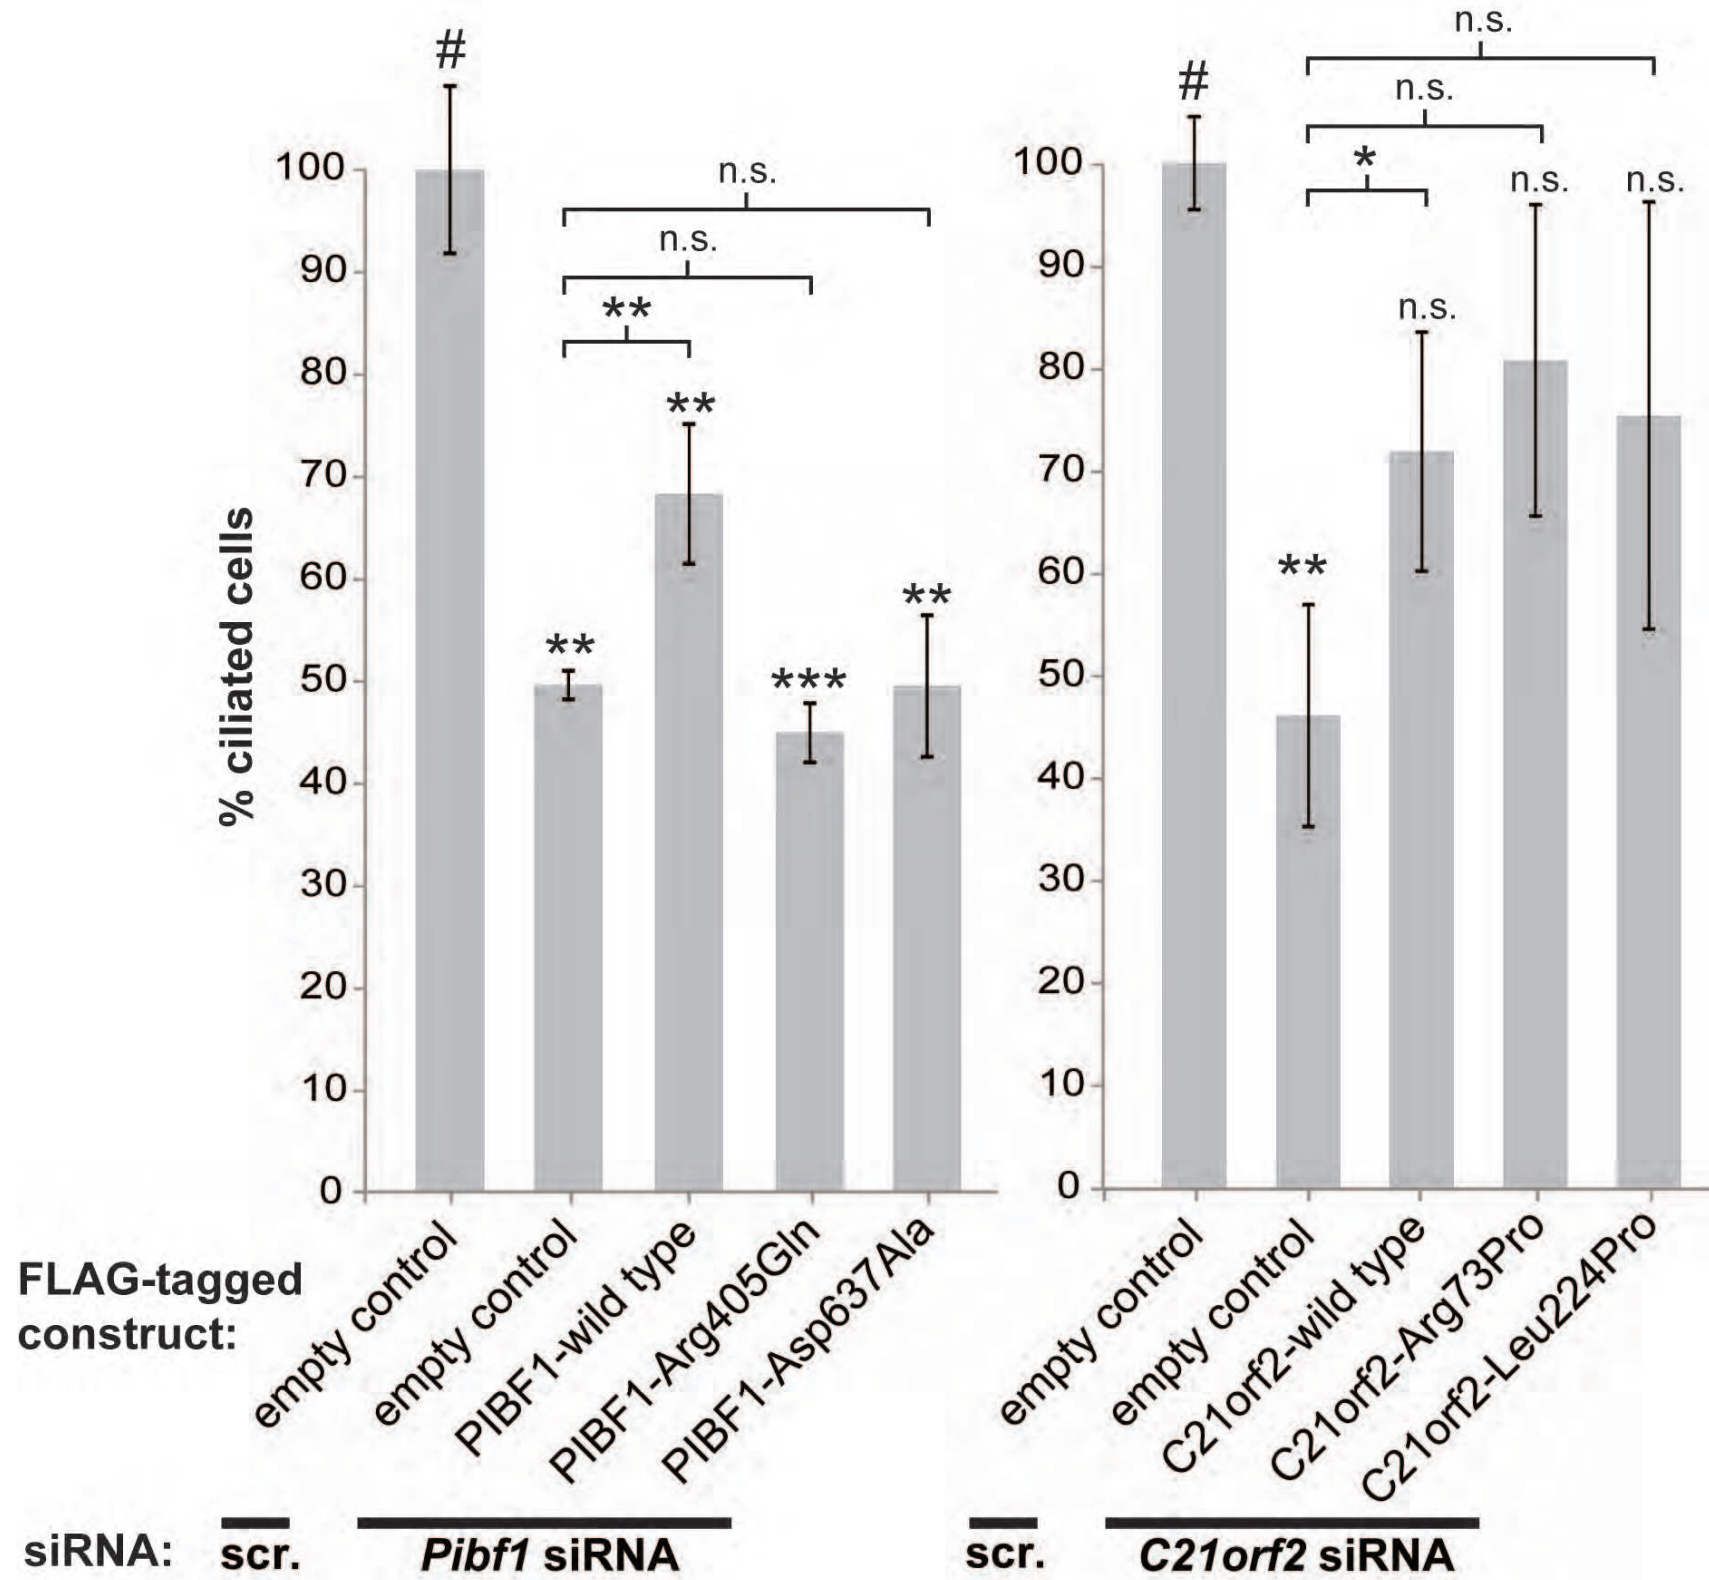 #
n.s.
n.s.
**
**
**
***
**
100
90
80
70
60
50
40
30
20
10
0
% ciliated cells
#
n.s.
n.s.
*
n.s.
n.s.
n.s.
**
100
90
80
70
60
50
40
30
20
10
0
FLAG-tagged
construct:
empty control
empty control
PIBF1-wild type
PIBF1-Arg405Gln
PIBF1-Asp637Ala
empty control
empty control
C21orf2-wild type
C21orf2-Arg73Pro
C21orf2-Leu224Pro
siRNA:
scr.
Pibf1 siRNA
scr.
C21orf2 siRNA